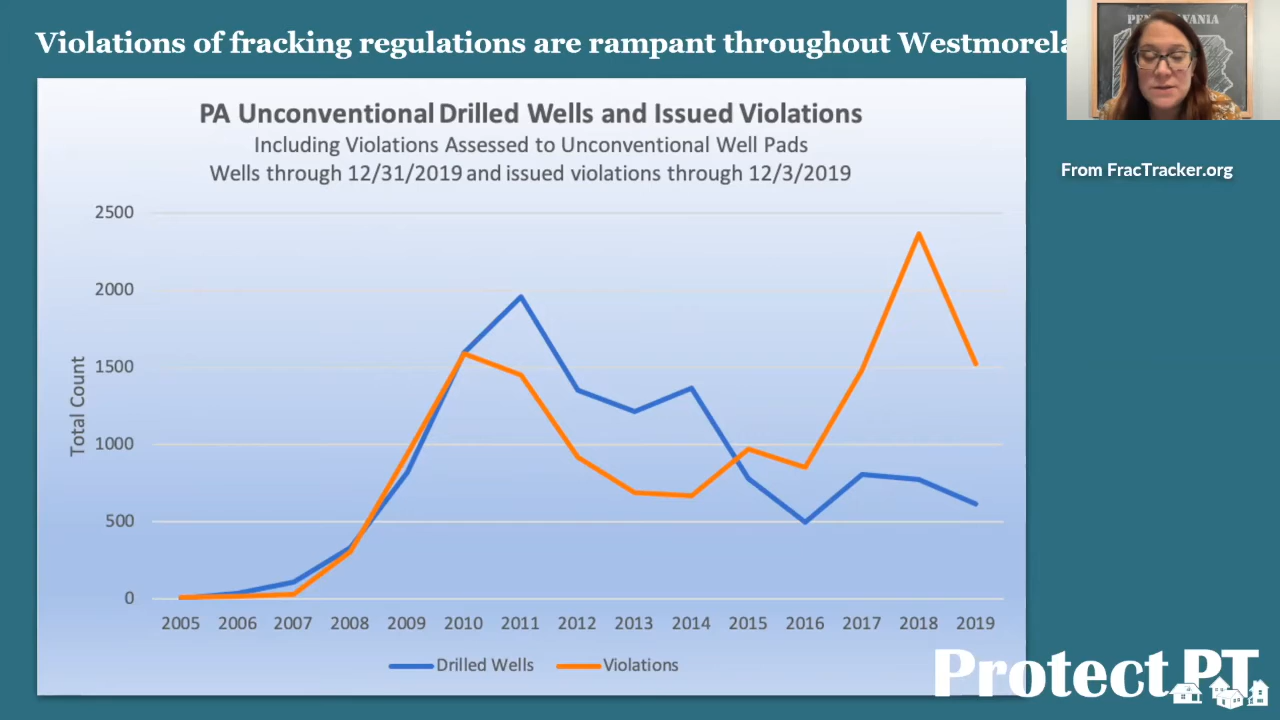 Violations of fracking regulations are rampant throughout Westmorela
PENNSYLVANIA
PA Unconventional Drilled Wells and Issued Violations
Including Violations Assessed to Unconventional Well Pads
Wells through 12/31/2019 and issued violations through 12/3/2019
From FracTracker.org
2500
2000
1500
1000
500
0
Total Count
2005 2006 2007 2008 2009 2010 2011 2012 2013 2014 2015 2016 2017 2018 2019
Drilled Wells Violations
Protect PT